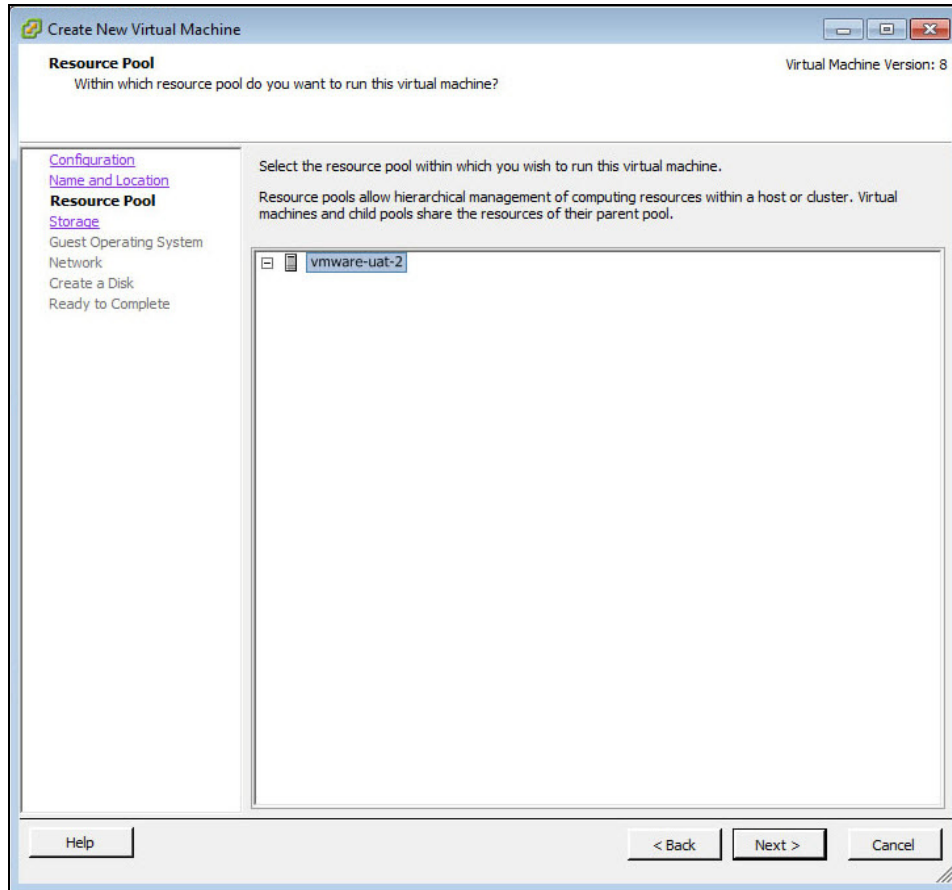 Create New Virtual Machine
Resource Pool
Within which resource pool do you want to run this virtual machine?
Virtual Machine Version: 8
Configuration
Name and Location
Resource Pool
Storage
Guest Operating System
Network
Create a Disk
Ready to Complete
Select the resource pool within which you wish to run this virtual machine.
Resource pools allow hierarchical management of computing resources within a host or cluster. Virtual
machines and child pools share the resources of their parent pool.
vmware-uat-2
Help
< Back
Next >
Cancel